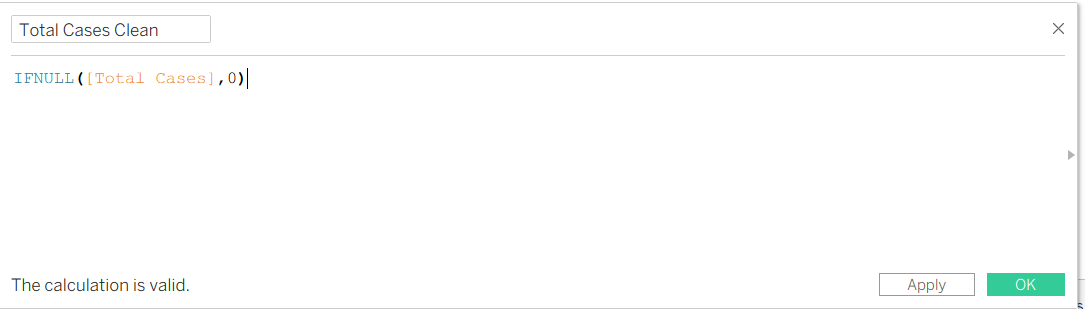 Total Cases Clean
IFNULL([Total Cases],0)
The calculation is valid.
Apply
OK